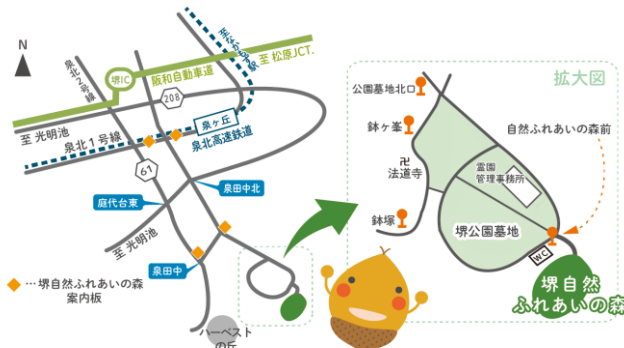 N
泉北2号線
堺IC
阪和自動車道
至 松原JCT.
至なかもず駅
208
至 光明池
泉北1号線
泉ヶ丘
泉北高速鉄道
61
泉田中北
庭代台東
至 光明池
泉田中
◆…堺自然ふれあいの森
案内板
ハーベスト
の丘
拡大図
公園墓地北口
鉢ヶ峯
自然ふれあいの森前
卍
法道寺
霊園
管理事務所
鉢塚
堺公園墓地
WC
堺自然
ふれあいの森